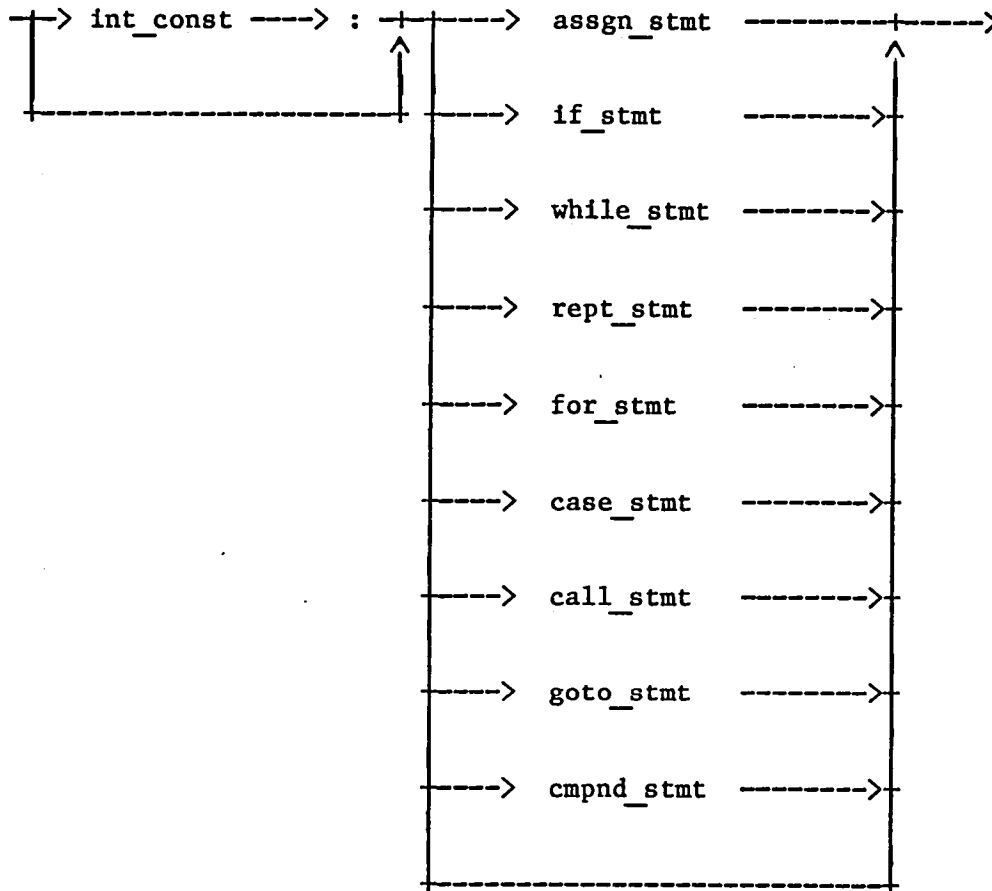 int_const :
assgn_stmt
if_stmt
while_stmt
rept_stmt
for_stmt
case_stmt
call_stmt
goto_stmt
cmpnd_stmt